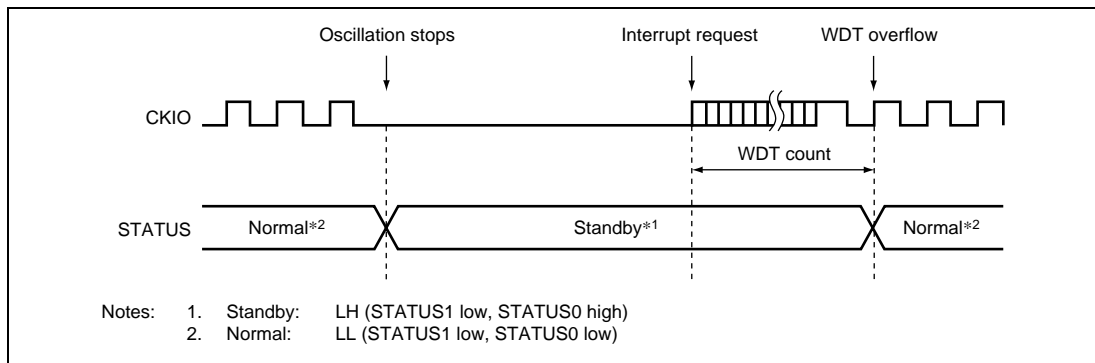 Oscillation stops Interrupt request WDT overflow
CKIO
WDT count
STATUS Normal*2 Standby*1 Normal*2
Notes: 1. Standby: LH (STATUS1 low, STATUS0 high)
2. Normal: LL (STATUS1 low, STATUS0 low)